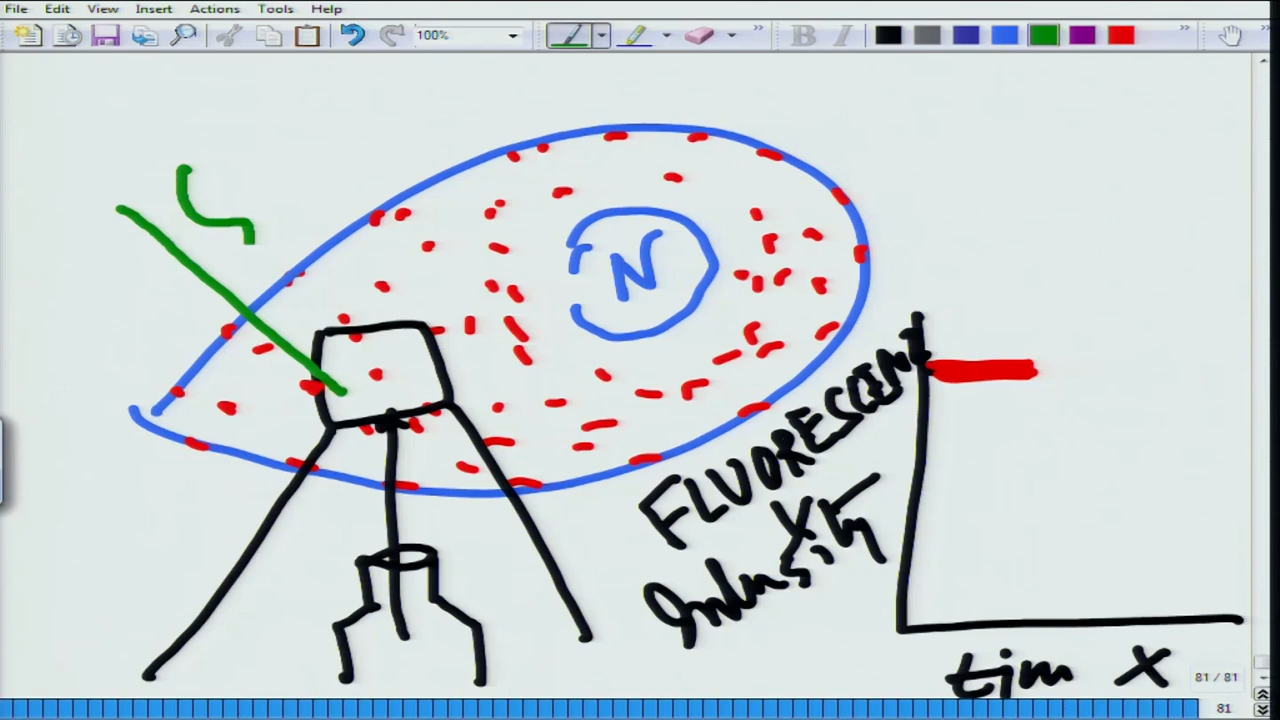 File Edit View Insert Actions Tools Help
100%
B I
N
FLUORESCENT
X
Intensity
tim X
81 / 81
81